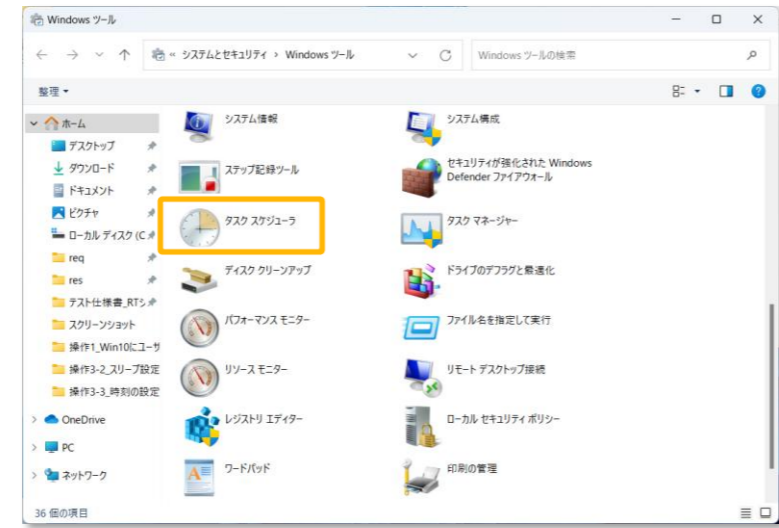 Windows ツール
« システムとセキュリティ › Windows ツール
Windows ツールの検索
整理
ホーム
デスクトップ
ダウンロード
ドキュメント
ピクチャ
ローカル ディスク (C
req
res
テスト仕様書_RTシ
スクリーンショット
操作1_Win10にユーザ
操作3-2_スリープ設定
操作3-3_時刻の設定
OneDrive
PC
ネットワーク
システム情報
システム構成
ステップ記録ツール
セキュリティが強化された Windows
Defender ファイアウォール
タスク スケジューラ
タスク マネージャー
ディスク クリーンアップ
ドライブのデフラグと最適化
パフォーマンス モニター
ファイル名を指定して実行
リソース モニター
リモート デスクトップ接続
レジストリ エディター
ローカル セキュリティ ポリシー
ワードパッド
印刷の管理
36 個の項目